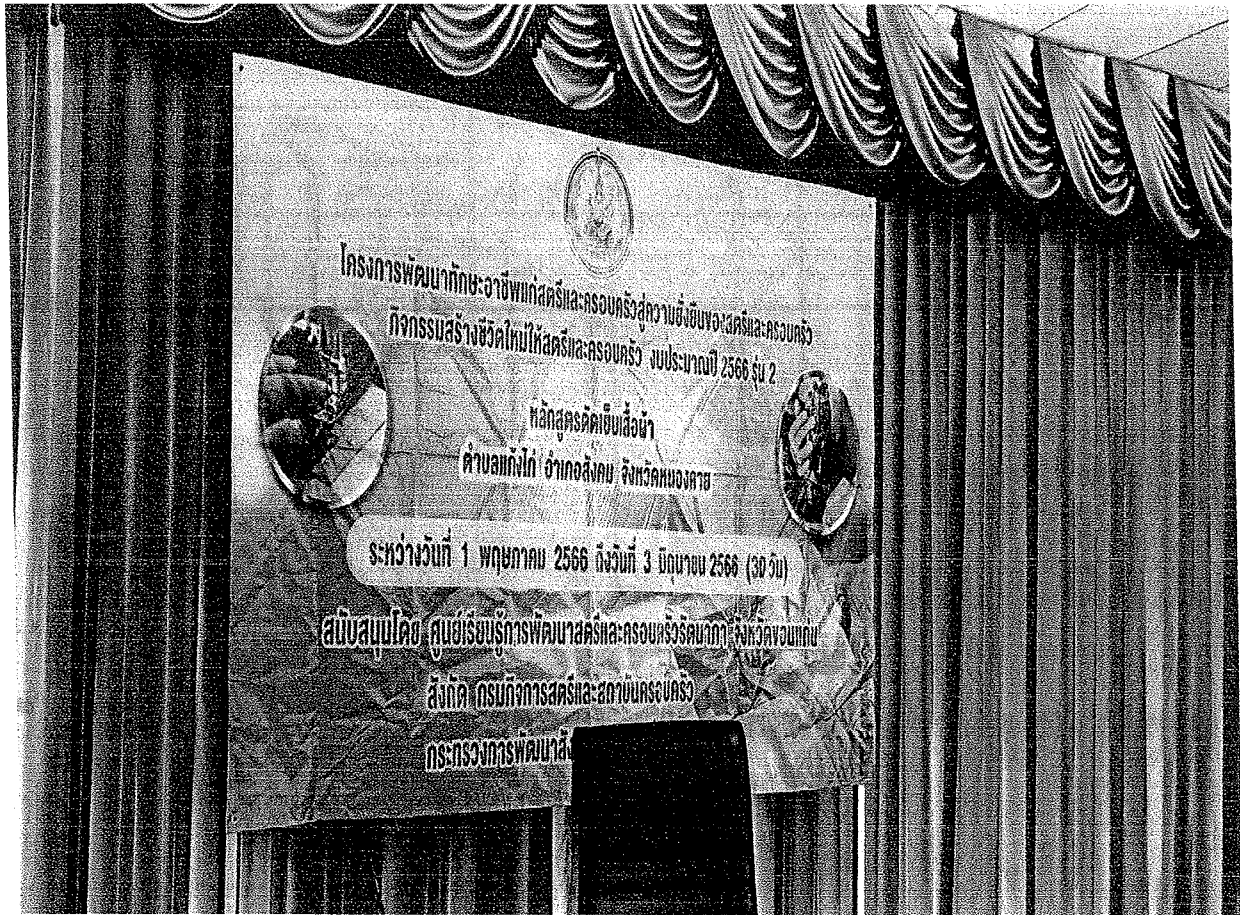 โครงการพัฒนาทักษะอาชีพแก่สตรีและครอบครัวสู่ความยั่งยืนของสตรีและครอบครัว
กิจกรรมสร้างชีวิตใหม่ให้สตรีและครอบครัว งบประมาณปี 2566 รุ่น 2
หลักสูตรตัดเย็บเสื้อผ้า
ตำบลแก้งไก่ อำเภอสังคม จังหวัดหนองคาย
ระหว่างวันที่ 1 พฤษภาคม 2566 ถึงวันที่ 3 มิถุนายน 2566 (30 วัน)
สนับสนุนโดย ศูนย์เรียนรู้การพัฒนาสตรีและครอบครัวรัตนาภา จังหวัดขอนแก่น
สังกัด กรมกิจการสตรีและสถาบันครอบครัว
กระทรวงการพัฒนาสัง